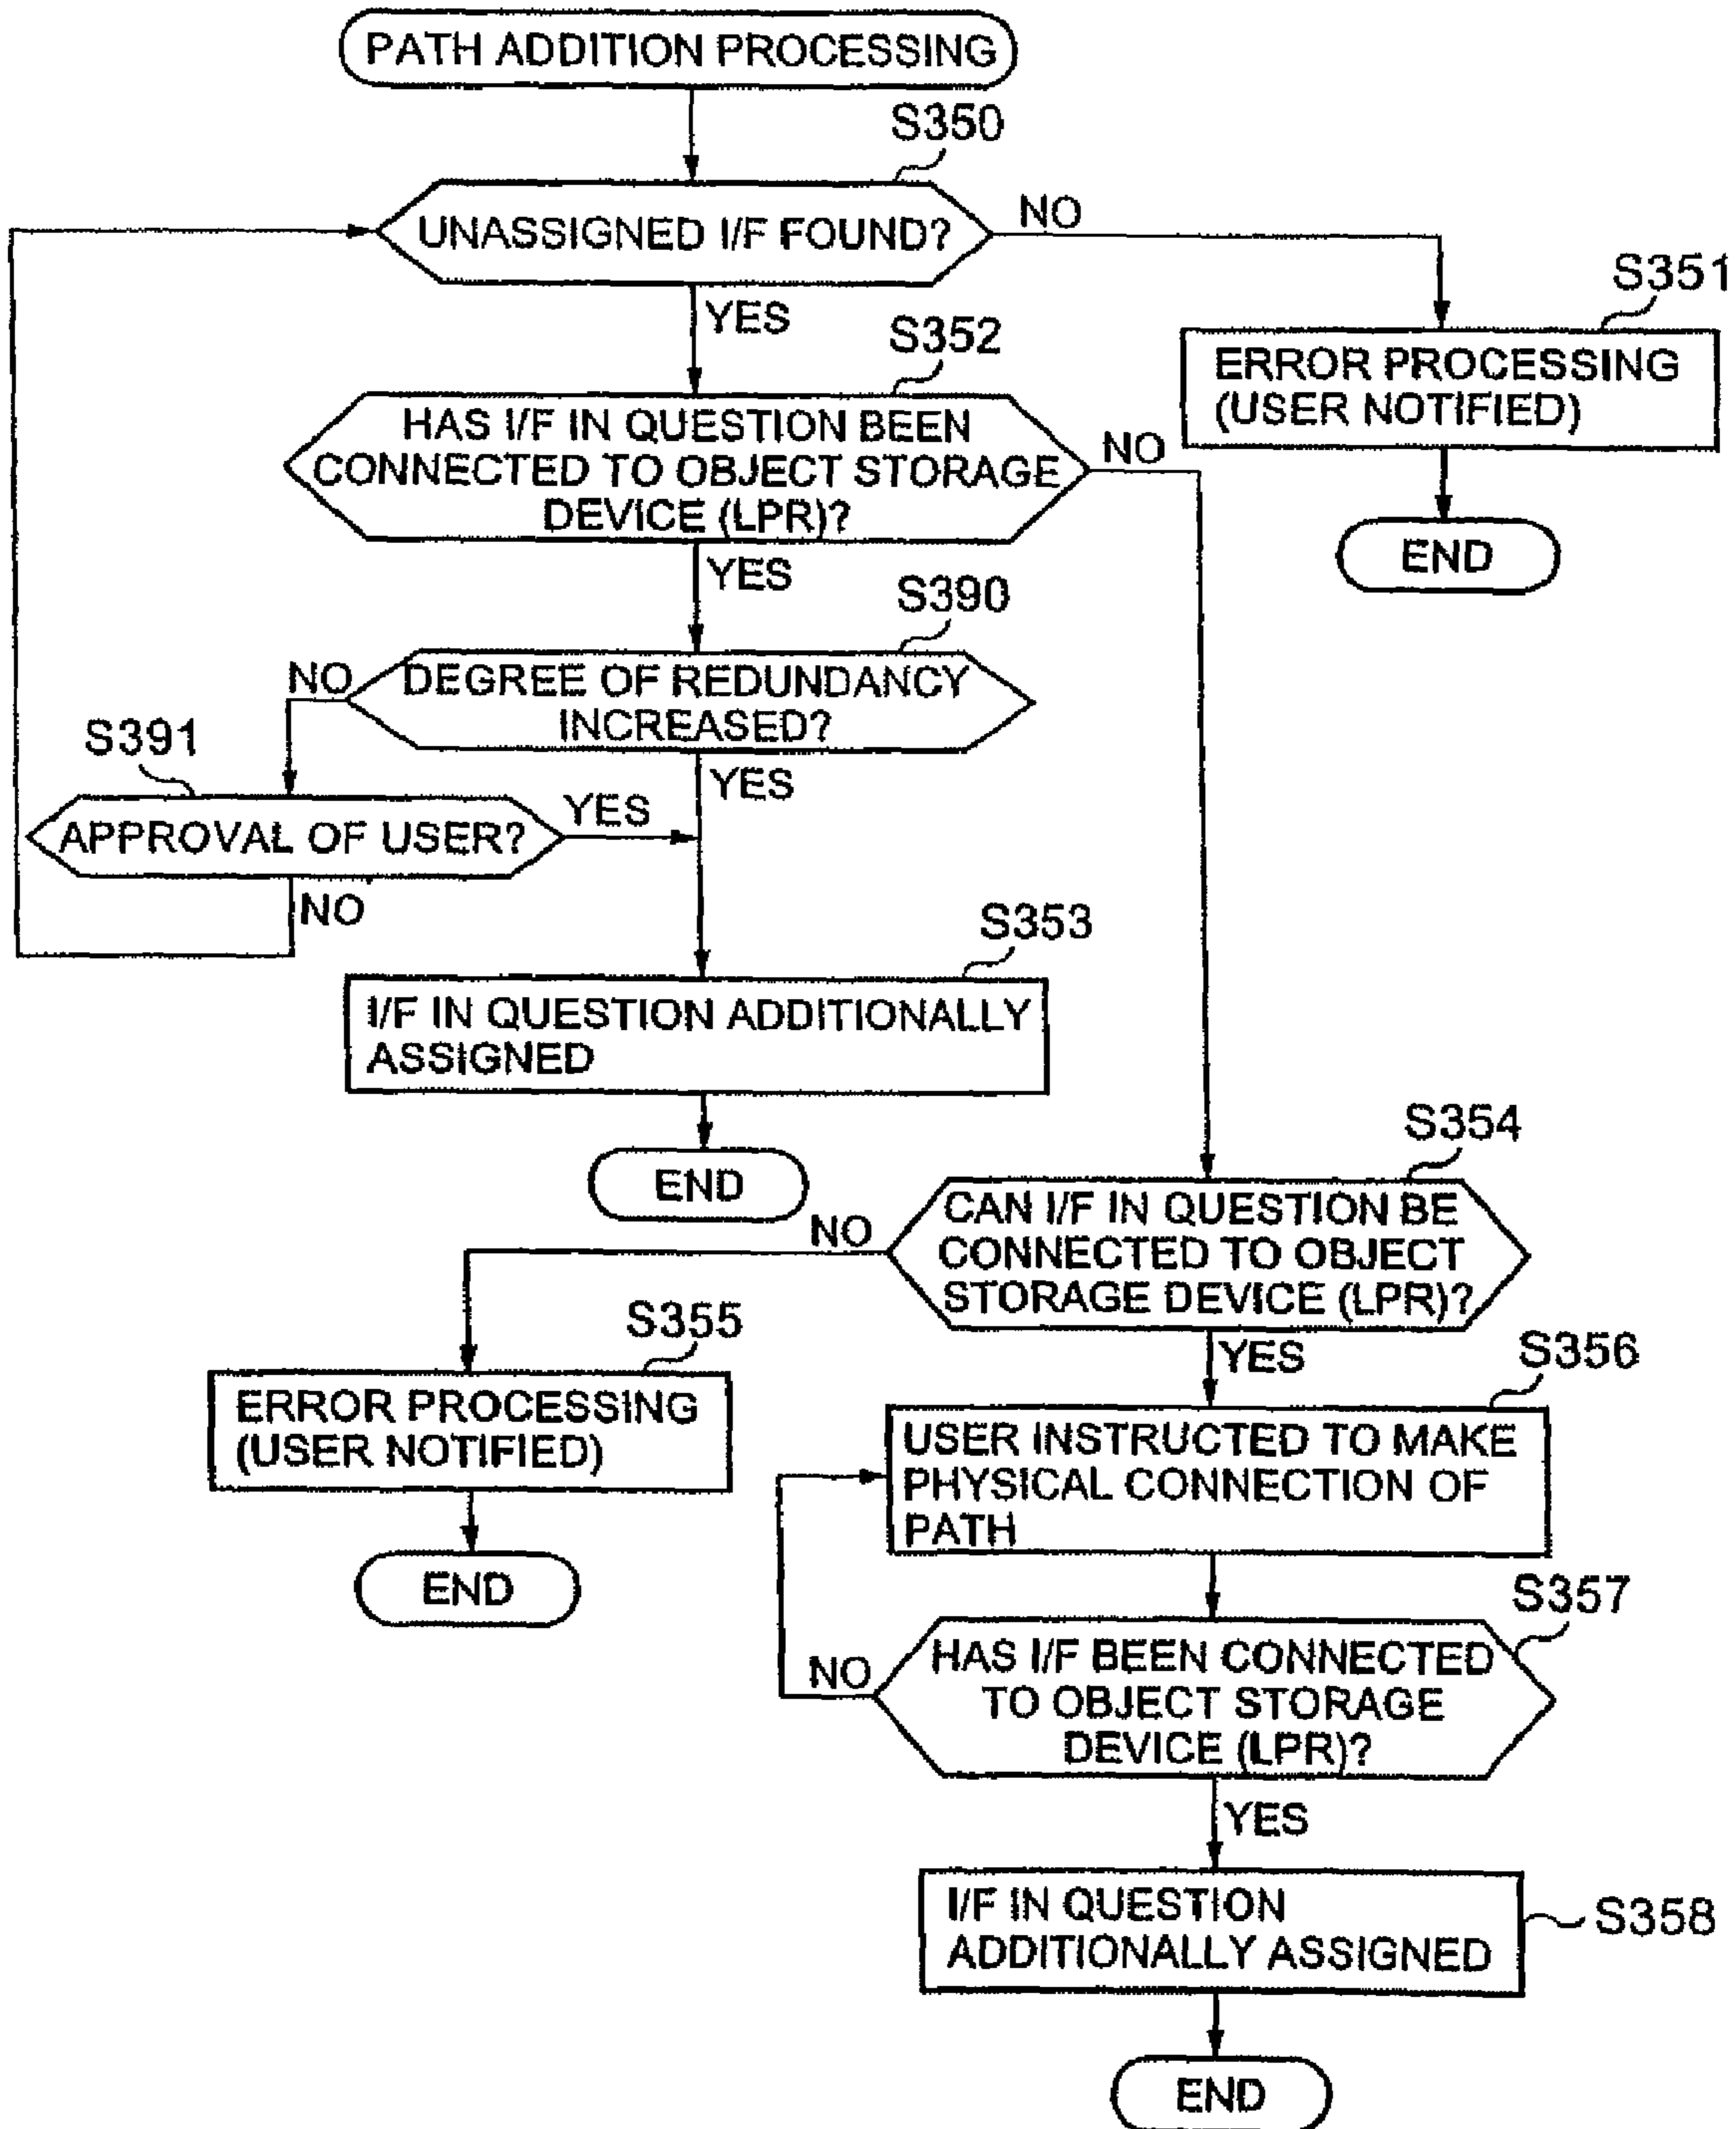 PATH ADDITION PROCESSING
S350
UNASSIGNED I/F FOUND?
NO
YES
S351
ERROR PROCESSING
(USER NOTIFIED)
END
S352
HAS I/F IN QUESTION BEEN
CONNECTED TO OBJECT STORAGE
DEVICE (LPR)?
NO
YES
S390
DEGREE OF REDUNDANCY
INCREASED?
NO
YES
S391
APPROVAL OF USER?
YES
NO
S353
I/F IN QUESTION ADDITIONALLY
ASSIGNED
END
S354
CAN I/F IN QUESTION BE
CONNECTED TO OBJECT
STORAGE DEVICE (LPR)?
NO
YES
S355
ERROR PROCESSING
(USER NOTIFIED)
END
S356
USER INSTRUCTED TO MAKE
PHYSICAL CONNECTION OF
PATH
S357
HAS I/F BEEN CONNECTED
TO OBJECT STORAGE
DEVICE (LPR)?
NO
YES
I/F IN QUESTION
ADDITIONALLY ASSIGNED
S358
END